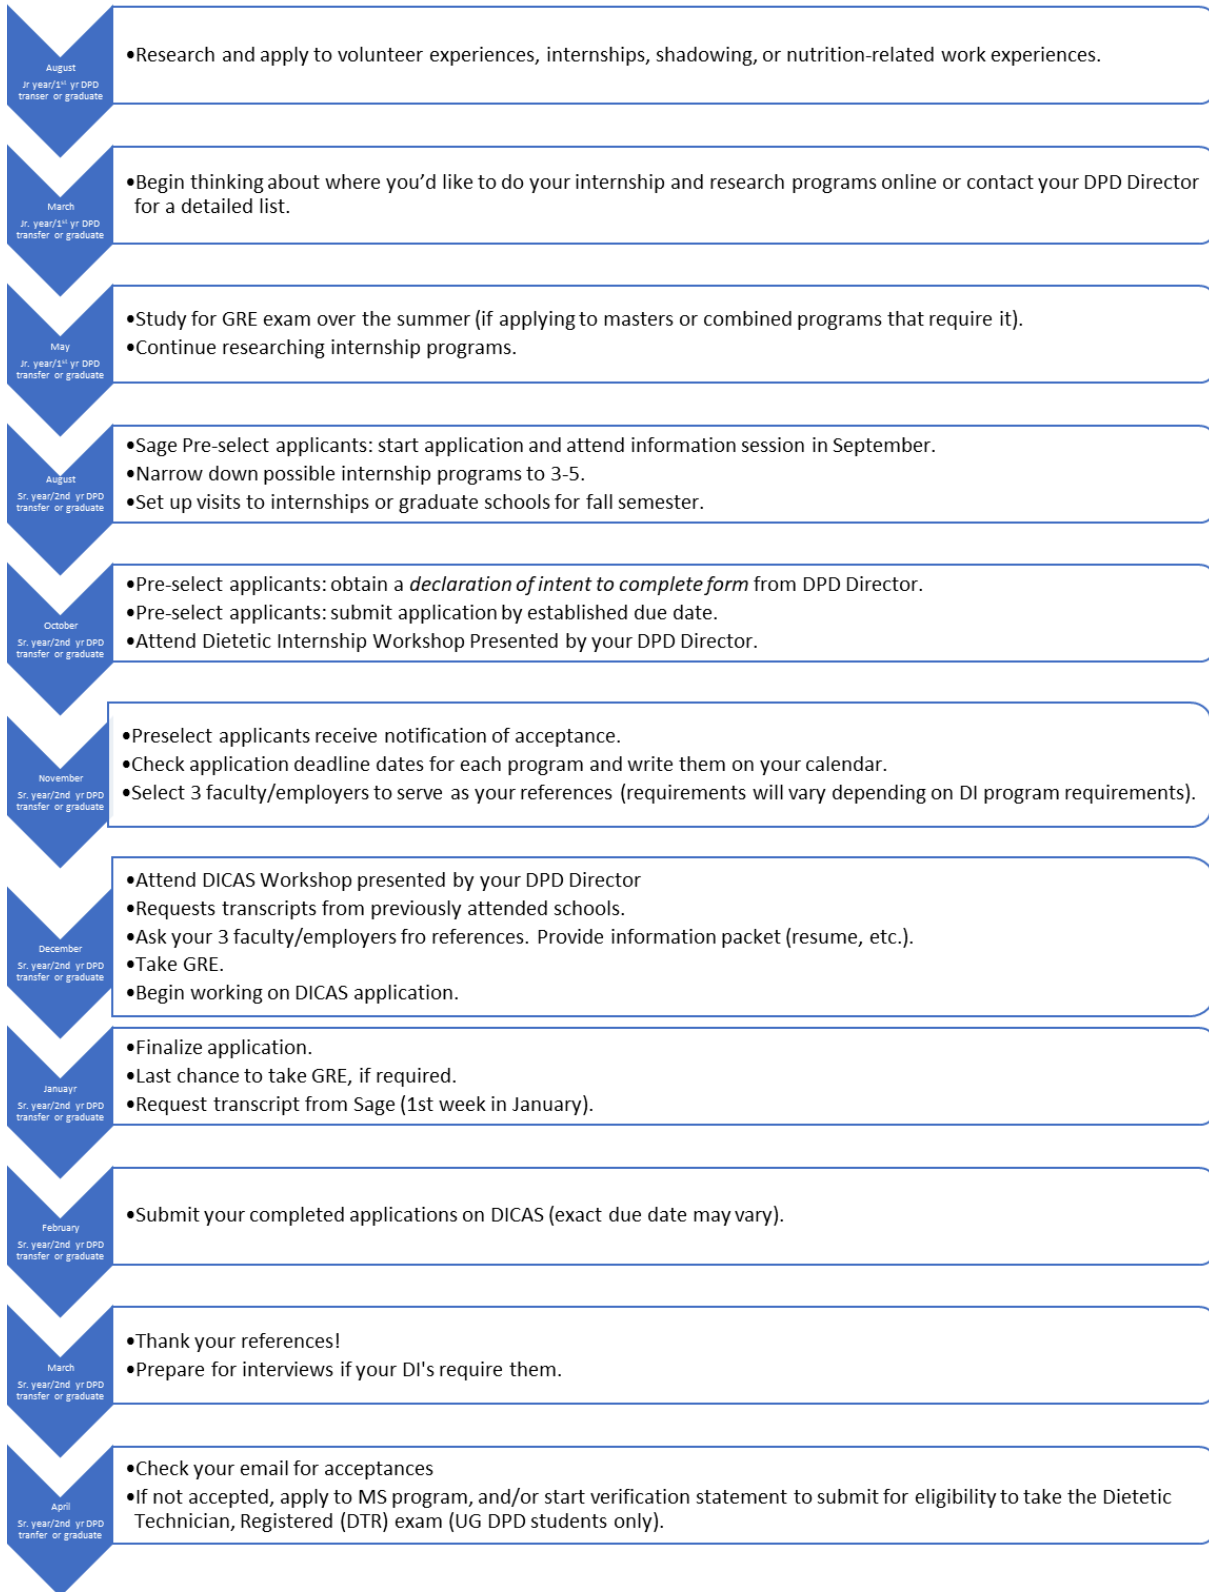 August
Jr year/1st yr DPD
transer or graduate
•Research and apply to volunteer experiences, internships, shadowing, or nutrition-related work experiences.
March
Jr. year/1st yr DPD
transfer or graduate
•Begin thinking about where you'd like to do your internship and research programs online or contact your DPD Director
for a detailed list.
May
Jr. year/1st yr DPD
transfer or graduate
•Study for GRE exam over the summer (if applying to masters or combined programs that require it).
•Continue researching internship programs.
August
Sr. year/2nd yr DPD
transfer or graduate
•Sage Pre-select applicants: start application and attend information session in September.
•Narrow down possible internship programs to 3-5.
•Set up visits to internships or graduate schools for fall semester.
October
Sr. year/2nd yr DPD
transfer or graduate
•Pre-select applicants: obtain a declaration of intent to complete form from DPD Director.
•Pre-select applicants: submit application by established due date.
•Attend Dietetic Internship Workshop Presented by your DPD Director.
November
Sr. year/2nd yr DPD
transfer or graduate
•Preselect applicants receive notification of acceptance.
•Check application deadline dates for each program and write them on your calendar.
•Select 3 faculty/employers to serve as your references (requirements will vary depending on DI program requirements).
December
Sr. year/2nd yr DPD
transfer or graduate
•Attend DICAS Workshop presented by your DPD Director
•Requests transcripts from previously attended schools.
•Ask your 3 faculty/employers fro references. Provide information packet (resume, etc.).
•Take GRE.
•Begin working on DICAS application.
Januayr
Sr. year/2nd yr DPD
transfer or graduate
•Finalize application.
•Last chance to take GRE, if required.
•Request transcript from Sage (1st week in January).
February
Sr. year/2nd yr DPD
transfer or graduate
•Submit your completed applications on DICAS (exact due date may vary).
March
Sr. year/2nd yr DPD
transfer or graduate
•Thank your references!
•Prepare for interviews if your DI's require them.
April
Sr. year/2nd yr DPD
tranfer or graduate
•Check your email for acceptances
•If not accepted, apply to MS program, and/or start verification statement to submit for eligibility to take the Dietetic
Technician, Registered (DTR) exam (UG DPD students only).